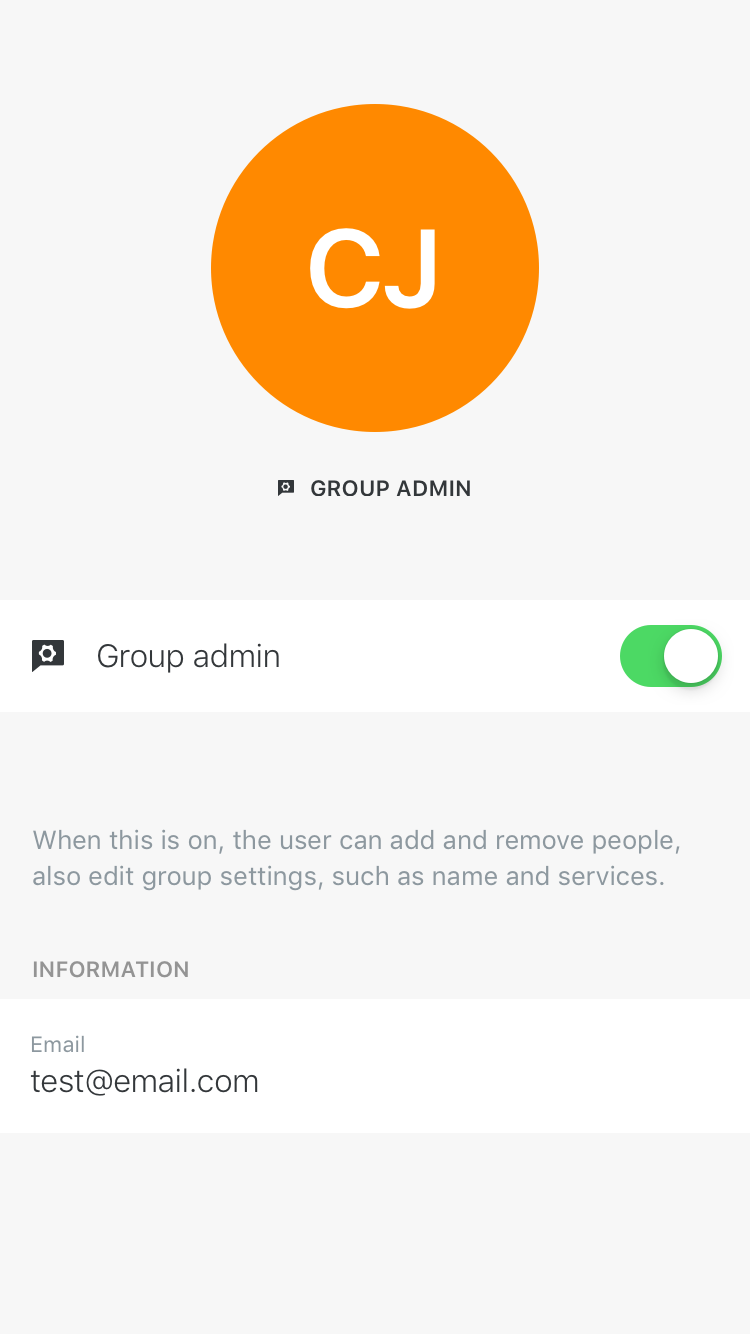 CJ
GROUP ADMIN
Group admin
When this is on, the user can add and remove people,
also edit group settings, such as name and services.
INFORMATION
Email
test@email.com